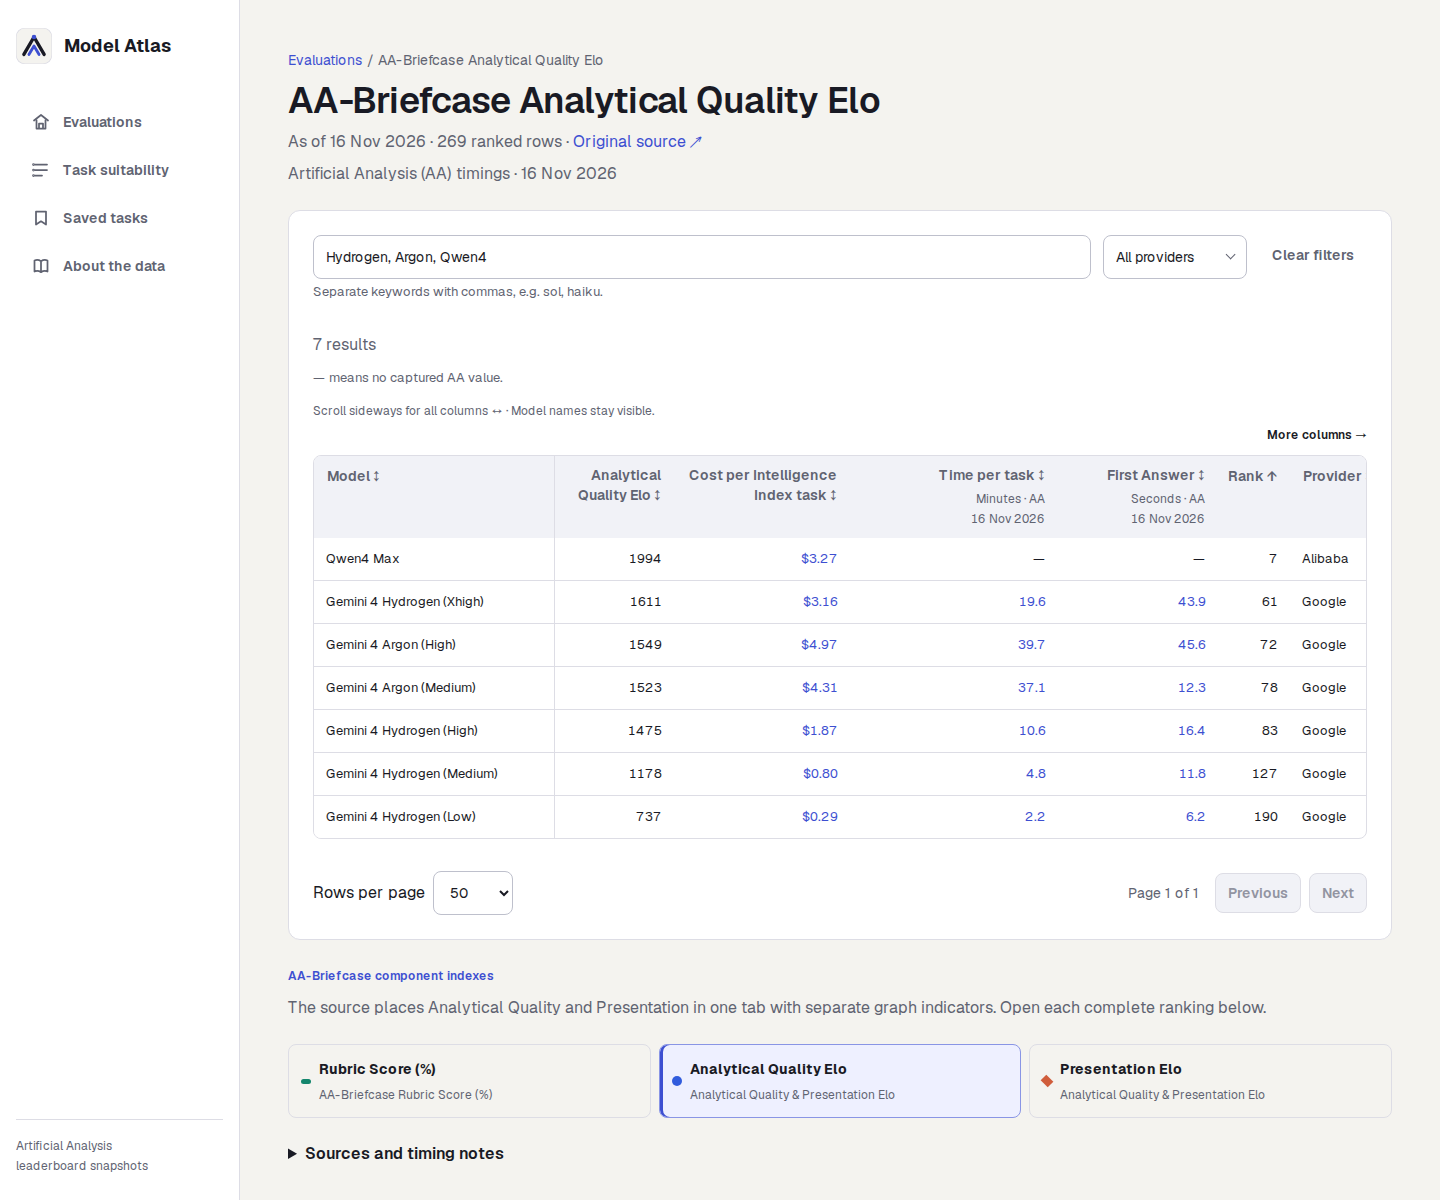 Model Atlas
Evaluations
Task suitability
Saved tasks
About the data
Artificial Analysis
leaderboard snapshots
Evaluations / AA-Briefcase Analytical Quality Elo
AA-Briefcase Analytical Quality Elo
As of 16 Nov 2026 · 269 ranked rows · Original source ↗
Artificial Analysis (AA) timings · 16 Nov 2026
Hydrogen, Argon, Qwen4
All providers
Clear filters
Separate keywords with commas, e.g. sol, haiku.
7 results
— means no captured AA value.
Scroll sideways for all columns ↔ · Model names stay visible.
More columns →
Model ↕ Analytical Quality Elo ↕ Cost per Intelligence Index task ↕ Time per task ↕ Minutes · AA 16 Nov 2026 First Answer ↕ Seconds · AA 16 Nov 2026 Rank ↑ Provider
Qwen4 Max 1994 $3.27 — — 7 Alibaba
Gemini 4 Hydrogen (Xhigh) 1611 $3.16 19.6 43.9 61 Google
Gemini 4 Argon (High) 1549 $4.97 39.7 45.6 72 Google
Gemini 4 Argon (Medium) 1523 $4.31 37.1 12.3 78 Google
Gemini 4 Hydrogen (High) 1475 $1.87 10.6 16.4 83 Google
Gemini 4 Hydrogen (Medium) 1178 $0.80 4.8 11.8 127 Google
Gemini 4 Hydrogen (Low) 737 $0.29 2.2 6.2 190 Google
Rows per page 50
Page 1 of 1 Previous Next
AA-Briefcase component indexes
The source places Analytical Quality and Presentation in one tab with separate graph indicators. Open each complete ranking below.
Rubric Score (%)
AA-Briefcase Rubric Score (%)
Analytical Quality Elo
Analytical Quality & Presentation Elo
Presentation Elo
Analytical Quality & Presentation Elo
Sources and timing notes